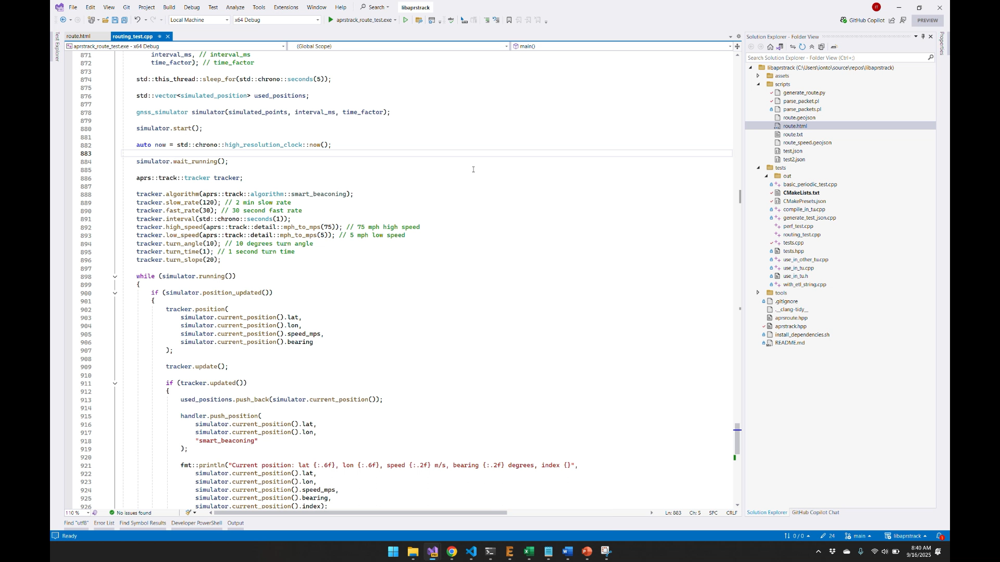 File Edit View Git Project Build Debug Test Analyze Tools Extensions Window Help Search libaprstrack IT
Local Machine x64 Debug aprstrack_route_test.exe GitHub Copilot PREVIEW
Test Explorer
route.html routing_test.cpp
aprstrack_route_test.exe - x64 Debug (Global Scope) main()
871 interval_ms, // interval_ms
872 time_factor); // time_factor
873
874 std::this_thread::sleep_for(std::chrono::seconds(5));
875
876 std::vector<simulated_position> used_positions;
877
878 gnss_simulator simulator(simulated_points, interval_ms, time_factor);
879
880 simulator.start();
881
882 auto now = std::chrono::high_resolution_clock::now();
883
884 simulator.wait_running();
885
886 aprs::track::tracker tracker;
887
888 tracker.algorithm(aprs::track::algorithm::smart_beaconing);
889 tracker.slow_rate(120); // 2 min slow rate
890 tracker.fast_rate(30); // 30 second fast rate
891 tracker.interval(std::chrono::seconds(1));
892 tracker.high_speed(aprs::track::detail::mph_to_mps(75)); // 75 mph high speed
893 tracker.low_speed(aprs::track::detail::mph_to_mps(5)); // 5 mph low speed
894 tracker.turn_angle(10); // 10 degrees turn angle
895 tracker.turn_time(1); // 1 second turn time
896 tracker.turn_slope(20);
897
898 while (simulator.running())
899 {
900 if (simulator.position_updated())
901 {
902 tracker.position(
903 simulator.current_position().lat,
904 simulator.current_position().lon,
905 simulator.current_position().speed_mps,
906 simulator.current_position().bearing
907 );
908
909 tracker.update();
910
911 if (tracker.updated())
912 {
913 used_positions.push_back(simulator.current_position());
914
915 handler.push_position(
916 simulator.current_position().lat,
917 simulator.current_position().lon,
918 "smart_beaconing"
919 );
920
921 fmt::println("Current position: lat {:.6f}, lon {:.6f}, speed {:.2f} m/s, bearing {:.2f} degrees, index {}",
922 simulator.current_position().lat,
923 simulator.current_position().lon,
924 simulator.current_position().speed_mps,
925 simulator.current_position().bearing,
926 simulator.current_position().index);
110 % No issues found Ln: 883 Ch: 5 SPC CRLF
Find "utf8" Error List Find Symbol Results Developer PowerShell Output
Solution Explorer - Folder View
Search Solution Explorer - Folder View (Ctrl+;)
libaprstrack (C:\Users\ionto\source\repos\libaprstrack)
assets
scripts
generate_route.py
parse_packet.pl
parse_packets.pl
route.geojson
route.html
route.txt
route_speed.geojson
test.json
test2.json
tests
out
basic_periodic_test.cpp
CMakeLists.txt
CMakePresets.json
compile_in_tu.cpp
generate_test_json.cpp
perf_test.cpp
routing_test.cpp
tests.cpp
tests.hpp
use_in_other_tu.cpp
use_in_tu.cpp
use_in_tu.h
with_etl_string.cpp
tools
.gitignore
.__clang-tidy__
aprsroute.hpp
aprstrack.hpp
install_dependencies.sh
README.md
Solution Explorer GitHub Copilot Chat
Properties
Ready 0 / 0 24 main libaprstrack 1
8:40 AM
9/16/2025